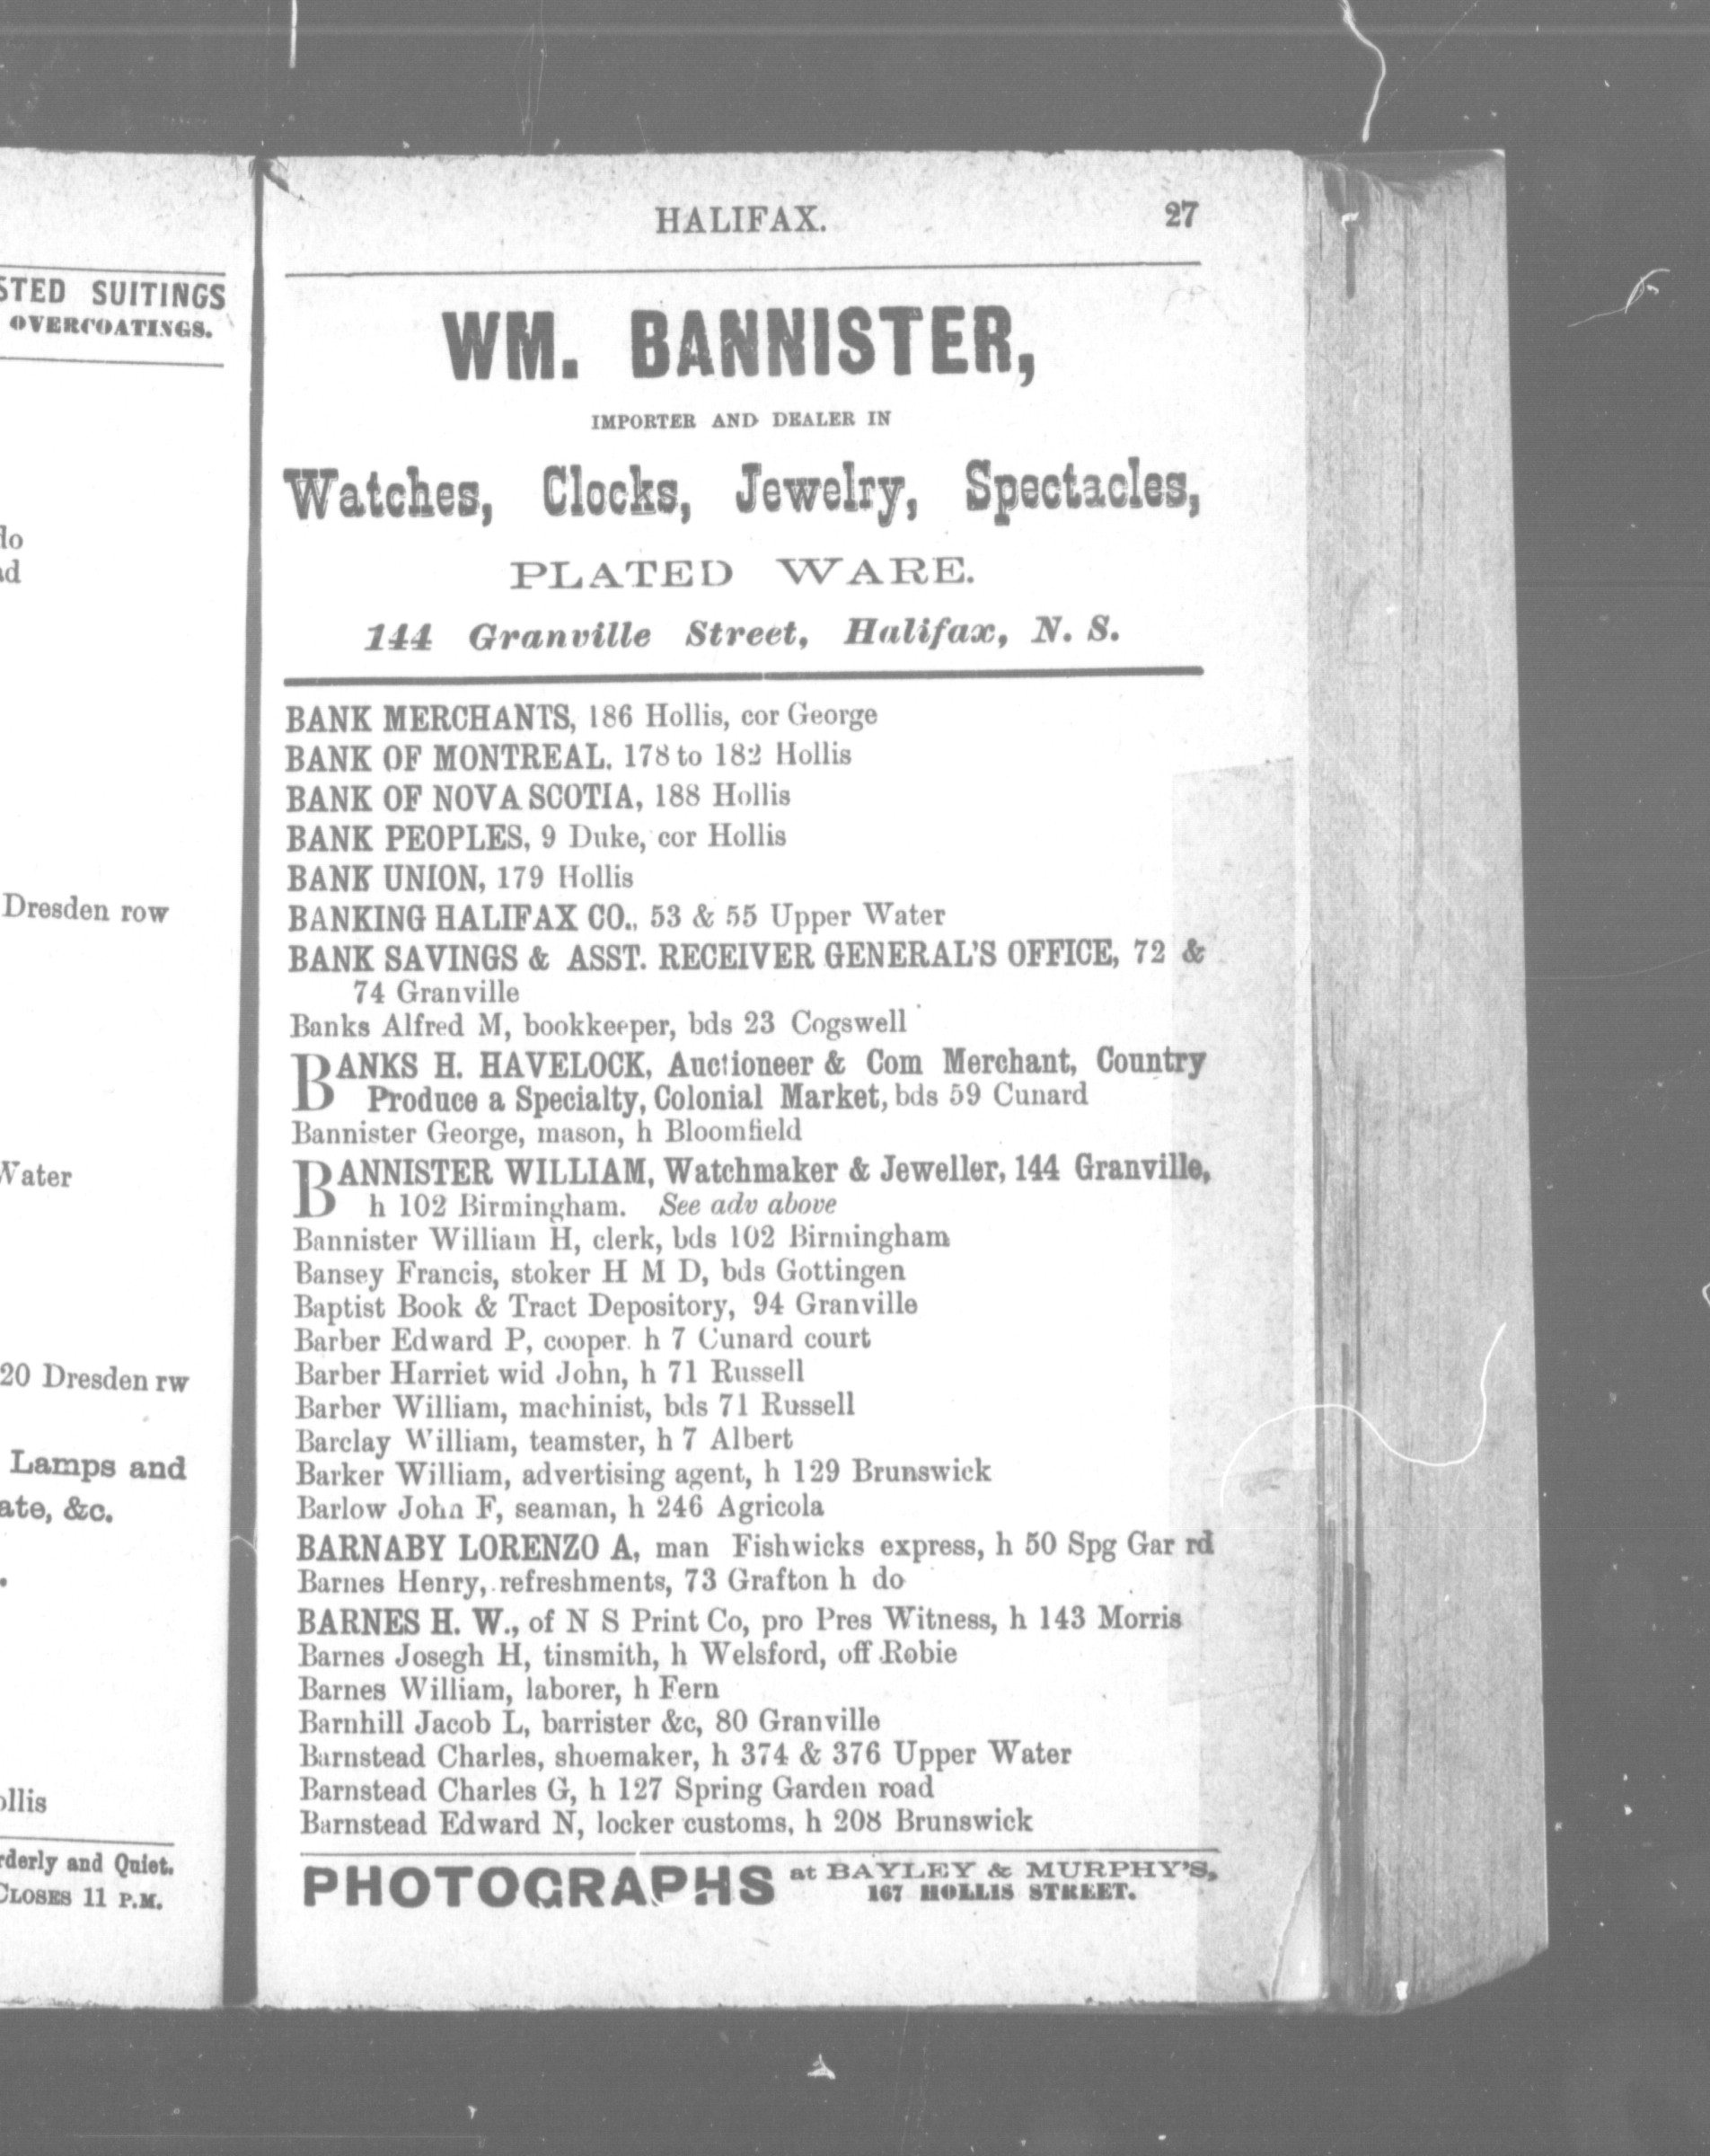 STED SUITINGS
OVERCOATINGS.
do
Dresden row
Water
20 Dresden rw
Lamps and
ate, &c.
ollis
rderly and Quiet.
CLOSES 11 P.M.
HALIFAX. 27
WM. BANNISTER,
IMPORTER AND DEALER IN
Watches, Clocks, Jewelry, Spectacles,
PLATED WARE.
144 Granville Street, Halifax, N. S.
BANK MERCHANTS, 186 Hollis, cor George
BANK OF MONTREAL, 178 to 182 Hollis
BANK OF NOVA SCOTIA, 188 Hollis
BANK PEOPLES, 9 Duke, cor Hollis
BANK UNION, 179 Hollis
BANKING HALIFAX CO., 53 & 55 Upper Water
BANK SAVINGS & ASST. RECEIVER GENERAL'S OFFICE, 72 &
74 Granville
Banks Alfred M, bookkeeper, bds 23 Cogswell
BANKS H. HAVELOCK, Auctioneer & Com Merchant, Country
Produce a Specialty, Colonial Market, bds 59 Cunard
Bannister George, mason, h Bloomfield
BANNISTER WILLIAM, Watchmaker & Jeweller, 144 Granville,
h 102 Birmingham. See adv above
Bannister William H, clerk, bds 102 Birmingham
Bansey Francis, stoker H M D, bds Gottingen
Baptist Book & Tract Depository, 94 Granville
Barber Edward P, cooper. h 7 Cunard court
Barber Harriet wid John, h 71 Russell
Barber William, machinist, bds 71 Russell
Barclay William, teamster, h 7 Albert
Barker William, advertising agent, h 129 Brunswick
Barlow John F, seaman, h 246 Agricola
BARNABY LORENZO A, man Fishwicks express, h 50 Spg Gar rd
Barnes Henry, refreshments, 73 Grafton h do
BARNES H. W., of N S Print Co, pro Pres Witness, h 143 Morris
Barnes Josegh H, tinsmith, h Welsford, off Robie
Barnes William, laborer, h Fern
Barnhill Jacob L, barrister &c, 80 Granville
Barnstead Charles, shoemaker, h 374 & 376 Upper Water
Barnstead Charles G, h 127 Spring Garden road
Barnstead Edward N, locker customs, h 208 Brunswick
PHOTOGRAPHS at BAYLEY & MURPHY'S,
167 HOLLIS STREET.